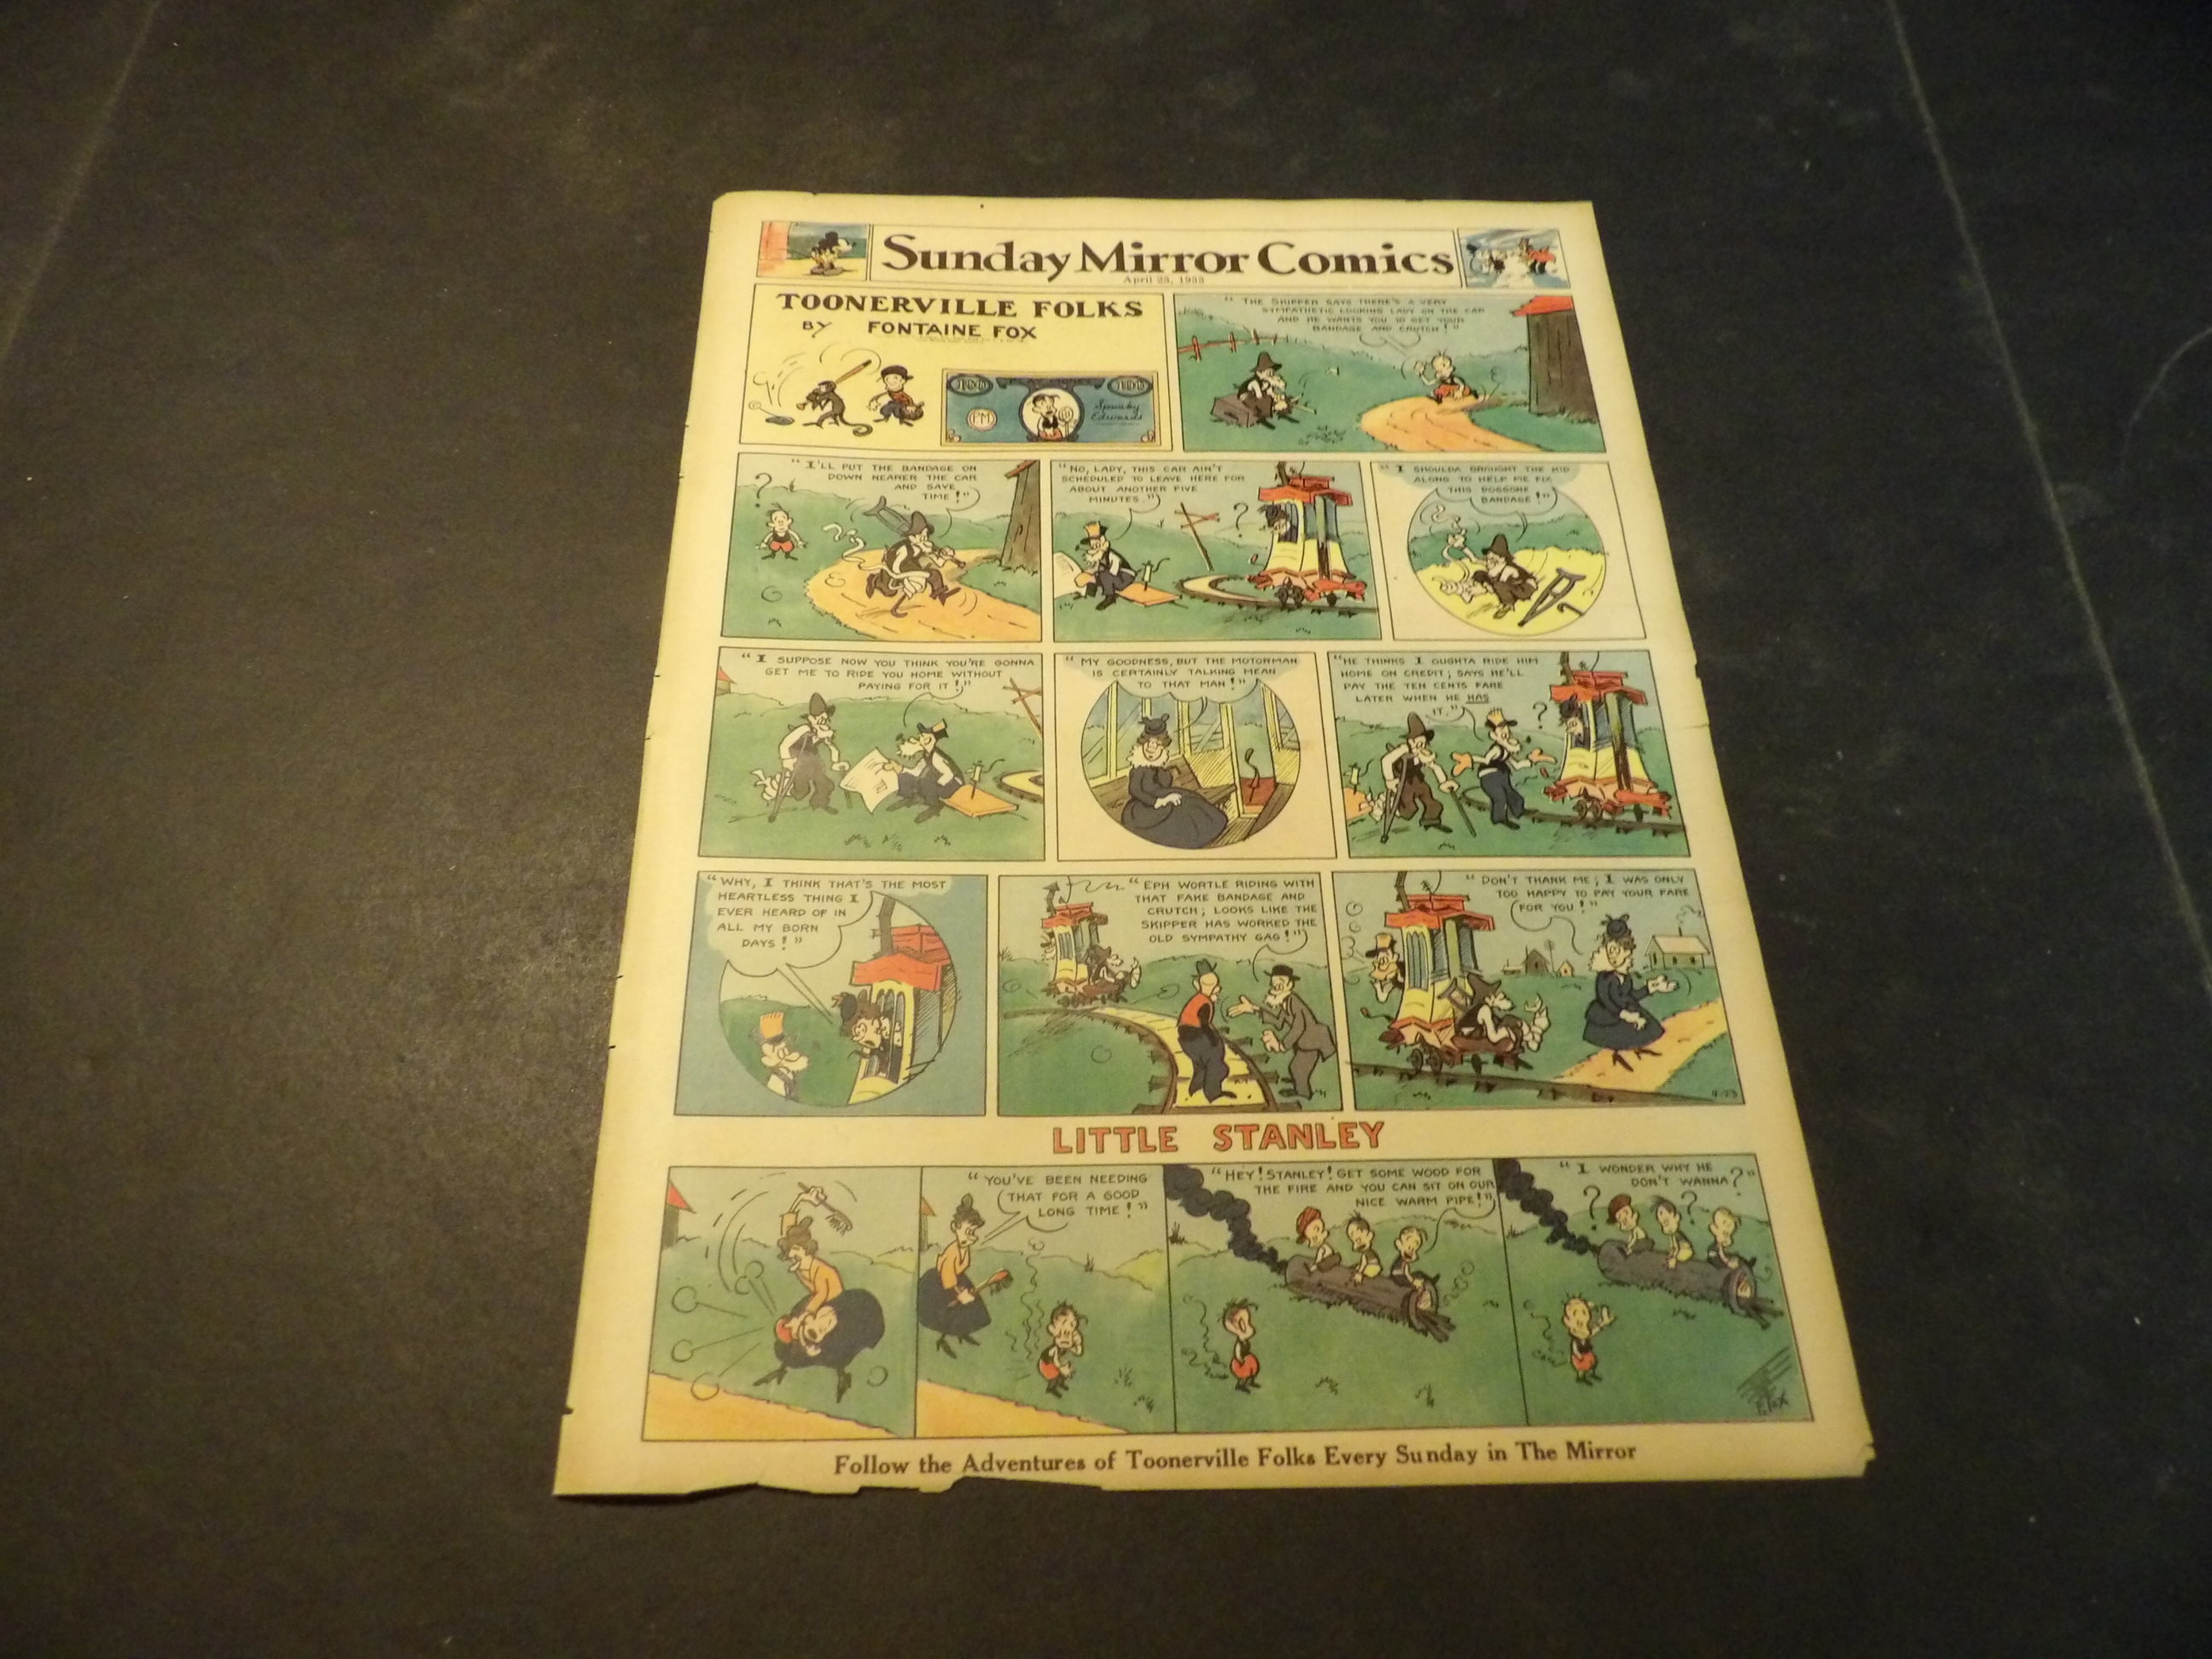 Sunday Mirror Comics
April 23, 1933
TOONERVILLE FOLKS
BY FONTAINE FOX
100
100
PM
Spunky
Edwards
"THE SKIPPER SAYS THERE'S A VERY
SYMPATHETIC LOOKING LADY ON THE CAR
AND HE WANTS YOU TO GET YOUR
BANDAGE AND CRUTCH!"
?
"I'LL PUT THE BANDAGE ON
DOWN NEARER THE CAR
AND SAVE
TIME!"
"NO, LADY, THIS CAR AIN'T
SCHEDULED TO LEAVE HERE FOR
ABOUT ANOTHER FIVE
MINUTES."
?
"I SHOULDA BROUGHT THE KID
ALONG TO HELP ME FIX
THIS DOGGONE
BANDAGE!"
"I SUPPOSE NOW YOU THINK YOU'RE GONNA
GET ME TO RIDE YOU HOME WITHOUT
PAYING FOR IT!"
"MY GOODNESS, BUT THE MOTORMAN
IS CERTAINLY TALKING MEAN
TO THAT MAN!"
"HE THINKS I OUGHTA RIDE HIM
HOME ON CREDIT; SAYS HE'LL
PAY THE TEN CENTS FARE
LATER WHEN HE HAS
IT."
?
"WHY, I THINK THAT'S THE MOST
HEARTLESS THING I
EVER HEARD OF IN
ALL MY BORN
DAYS!"
"EPH WORTLE RIDING WITH
THAT FAKE BANDAGE AND
CRUTCH; LOOKS LIKE THE
SKIPPER HAS WORKED THE
OLD SYMPATHY GAG!"
"DON'T THANK ME; I WAS ONLY
TOO HAPPY TO PAY YOUR FARE
FOR YOU!"
4-23
LITTLE STANLEY
"YOU'VE BEEN NEEDING
THAT FOR A GOOD
LONG TIME!"
"HEY! STANLEY! GET SOME WOOD FOR
THE FIRE AND YOU CAN SIT ON OUR
NICE WARM PIPE!"
"I WONDER WHY HE
DON'T WANNA?"
? ?
F. FOX
Follow the Adventures of Toonerville Folks Every Sunday in The Mirror